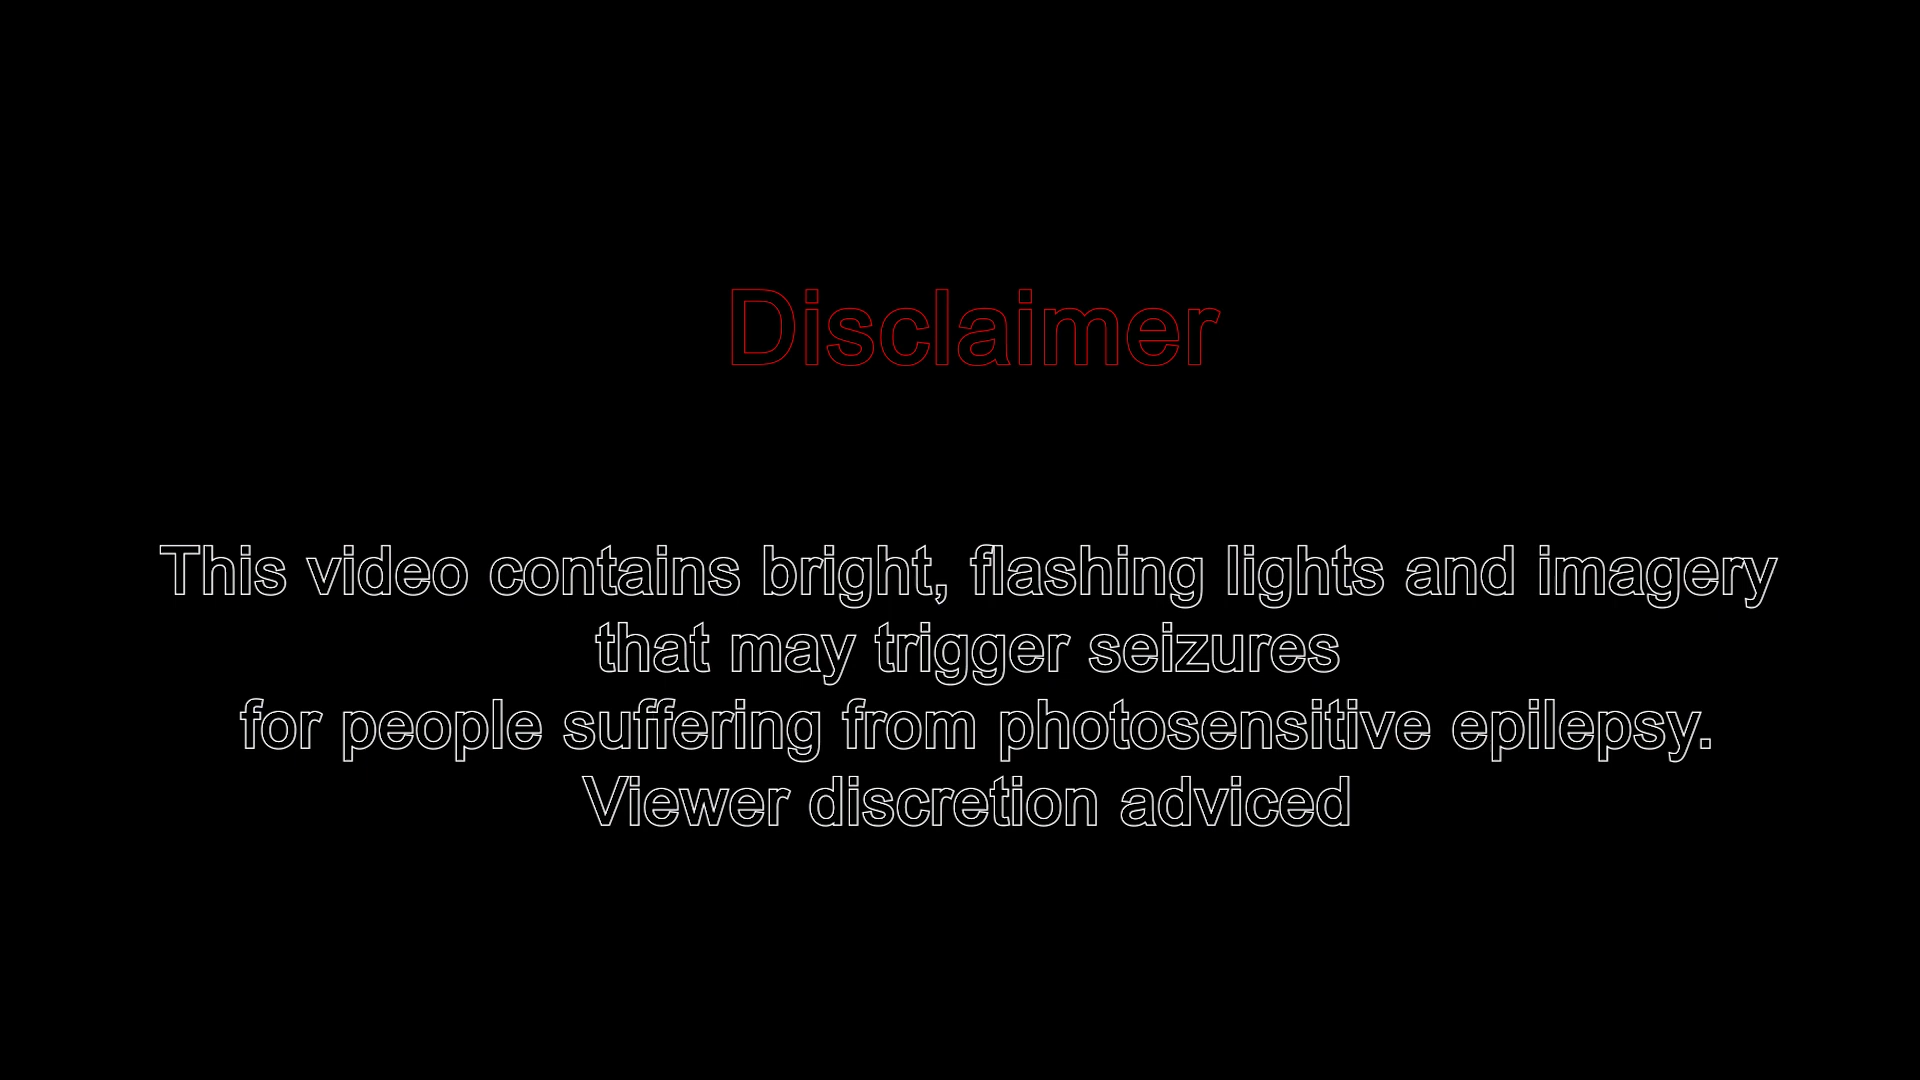 Disclaimer
This video contains bright, flashing lights and imagery
that may trigger seizures
for people suffering from photosensitive epilepsy.
Viewer discretion adviced